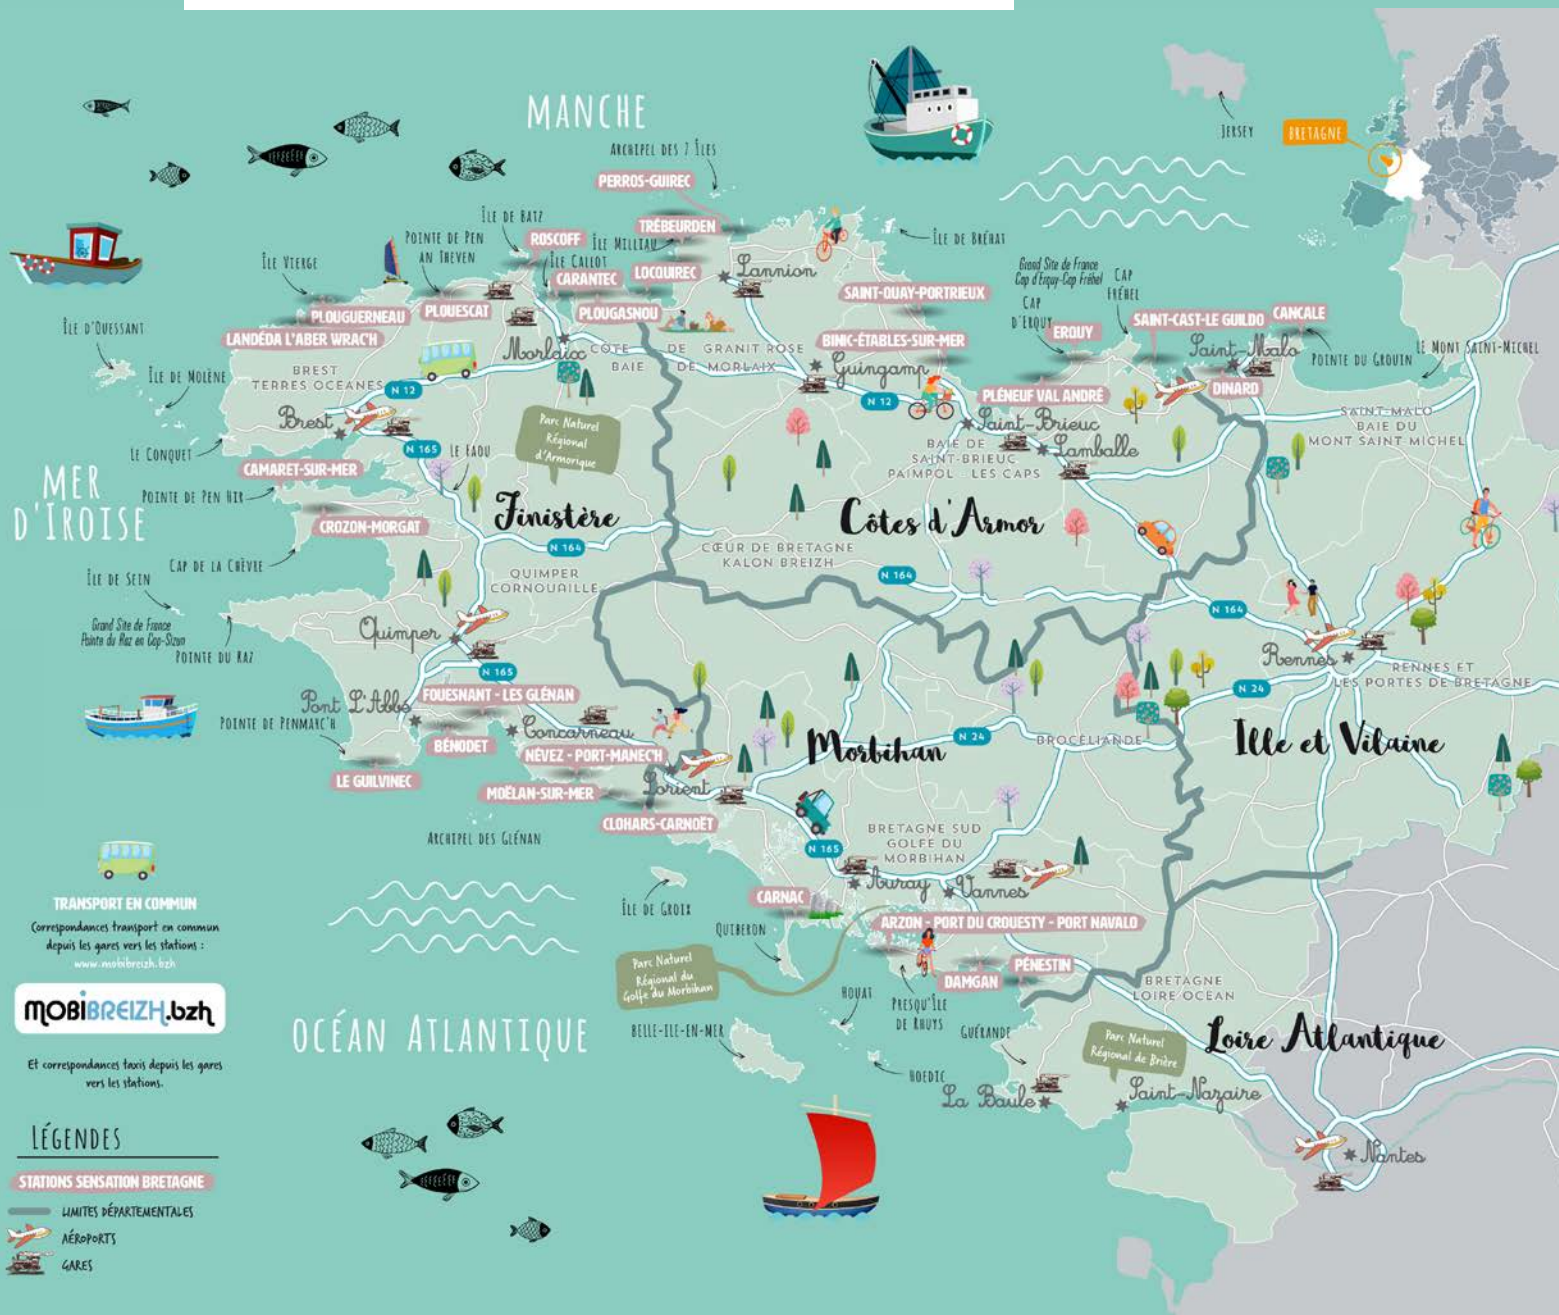 MANCHE
ARCHIPEL DES 7 ÎLES
PERROS-GUIREC
JERSEY
BRETAGNE
ÎLE DE BATZ
ROSCOFF
TRÉBEURDEN
ÎLE MILLIAU
ÎLE DE BRÉHAT
POINTE DE PEN
AN THEVEN
ÎLE VIERGE
ÎLE CALLOT
CARANTEC
LOCQUIREC
Lannion
Grand Site de France
Cap d'Erquy-Cap Fréhel
CAP
FRÉHEL
CAP
D'ERQUY
SAINT-QUAY-PORTRIEUX
PLOUGUERNEAU
PLOUESCAT
PLOUGASNOU
ERQUY
SAINT-CAST-LE GUILDO
CANCALE
ÎLE D'OUESSANT
LANDÉDA L'ABER WRAC'H
BINIC-ÉTABLES-SUR-MER
Morlaix
CÔTE DE GRANIT ROSE
BAIE DE MORLAIX
Saint-Malo
POINTE DU GROUIN
LE MONT SAINT-MICHEL
ÎLE DE MOLÈNE
BREST
TERRES OCÉANES
N 12
Guingamp
N 12
PLÉNEUF VAL ANDRÉ
DINARD
Brest
Parc Naturel
Régional
d'Armorique
Saint-Brieuc
SAINT-MALO
BAIE DU
MONT SAINT MICHEL
LE CONQUET
N 165
LE FAOU
BAIE DE
SAINT-BRIEUC
PAIMPOL - LES CAPS
Lamballe
CAMARET-SUR-MER
MER
D'IROISE
POINTE DE PEN HIR
CROZON-MORGAT
Finistère
Côtes d'Armor
N 164
CŒUR DE BRETAGNE
KALON BREIZH
CAP DE LA CHÈVRE
ÎLE DE SEIN
QUIMPER
CORNOUAILLE
N 164
N 164
Grand Site de France
Pointe du Raz en Cap-Sizun
POINTE DU RAZ
Quimper
Rennes
RENNES ET
LES PORTES DE BRETAGNE
N 165
N 24
Pont L'Abbé
FOUESNANT - LES GLÉNAN
POINTE DE PENMARC'H
BÉNODET
Concarneau
NÉVEZ - PORT-MANEC'H
Morbihan
N 24
BROCÉLIANDE
Ille et Vilaine
LE GUILVINEC
MOËLAN-SUR-MER
Lorient
CLOHARS-CARNOËT
ARCHIPEL DES GLÉNAN
N 165
BRETAGNE SUD
GOLFE DU
MORBIHAN
Auray
Vannes
CARNAC
ÎLE DE GROIX
QUIBERON
ARZON - PORT DU CROUESTY - PORT NAVALO
Parc Naturel
Régional du
Golfe du Morbihan
DAMGAN
PÉNESTIN
BRETAGNE
LOIRE OCÉAN
HOUAT
PRESQU'ÎLE
DE RHUYS
GUÉRANDE
BELLE-ILE-EN-MER
OCÉAN ATLANTIQUE
Parc Naturel
Régional de Brière
Loire Atlantique
HOEDIC
La Baule
Saint-Nazaire
Nantes
TRANSPORT EN COMMUN
Correspondances transport en commun
depuis les gares vers les stations :
www.mobibreizh.bzh
MOBIBREIZH.bzh
Et correspondances taxis depuis les gares
vers les stations.
LÉGENDES
STATIONS SENSATION BRETAGNE
LIMITES DÉPARTEMENTALES
AÉROPORTS
GARES